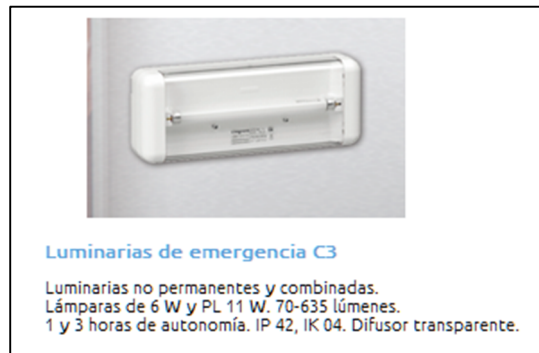 Luminarias de emergencia C3
Luminarias no permanentes y combinadas.
Lámparas de 6 W y PL 11 W. 70-635 lúmenes.
1 y 3 horas de autonomía. IP 42, IK 04. Difusor transparente.